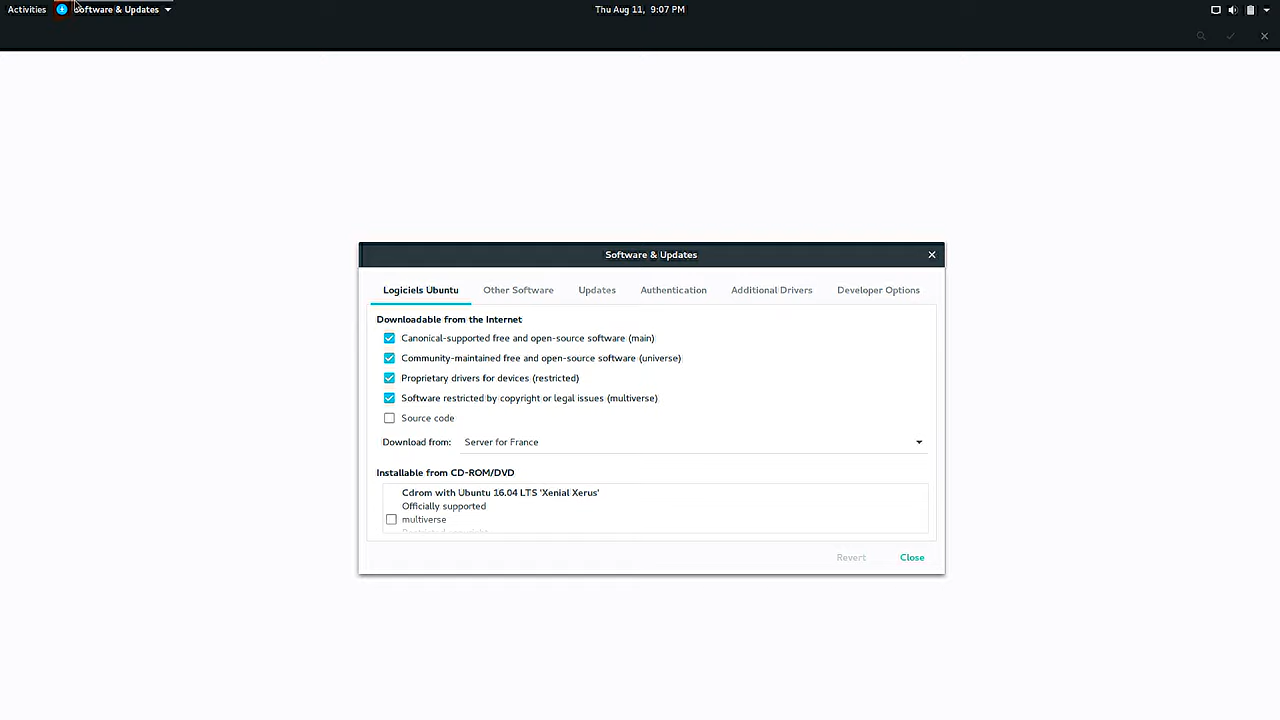 Activities
Software & Updates
Thu Aug 11, 9:07 PM
Software & Updates
Logiciels Ubuntu
Other Software
Updates
Authentication
Additional Drivers
Developer Options
Downloadable from the Internet
Canonical-supported free and open-source software (main)
Community-maintained free and open-source software (universe)
Proprietary drivers for devices (restricted)
Software restricted by copyright or legal issues (multiverse)
Source code
Download from: Server for France
Installable from CD-ROM/DVD
Cdrom with Ubuntu 16.04 LTS 'Xenial Xerus'
Officially supported
multiverse
Restricted copyright
Revert
Close